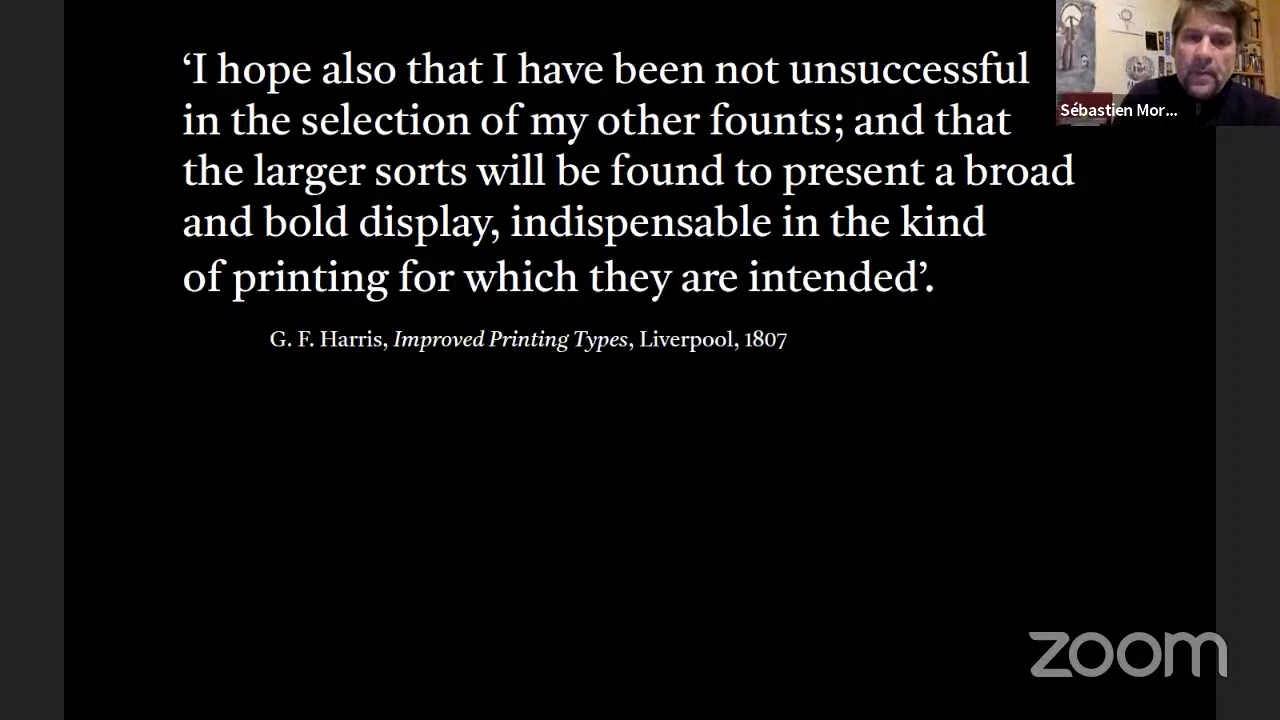 ‘I hope also that I have been not unsuccessful
in the selection of my other founts; and that
the larger sorts will be found to present a broad
and bold display, indispensable in the kind
of printing for which they are intended’.
G. F. Harris, Improved Printing Types, Liverpool, 1807
Sébastien Mor...
zoom